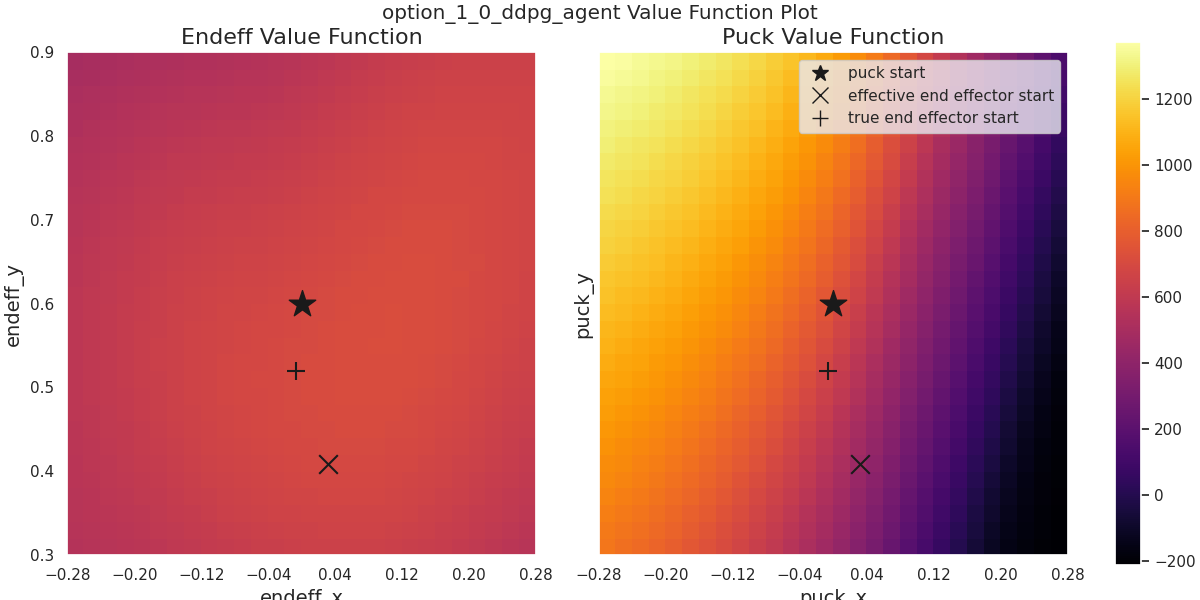 option_1_0_ddpg_agent Value Function Plot
Endeff Value Function
Puck Value Function
endeff_y
0.9
0.8
0.7
0.6
0.5
0.4
0.3
−0.28 −0.20 −0.12 −0.04 0.04 0.12 0.20 0.28
endeff_x
puck_y
puck start
effective end effector start
true end effector start
−0.28 −0.20 −0.12 −0.04 0.04 0.12 0.20 0.28
puck_x
1200
1000
800
600
400
200
0
−200